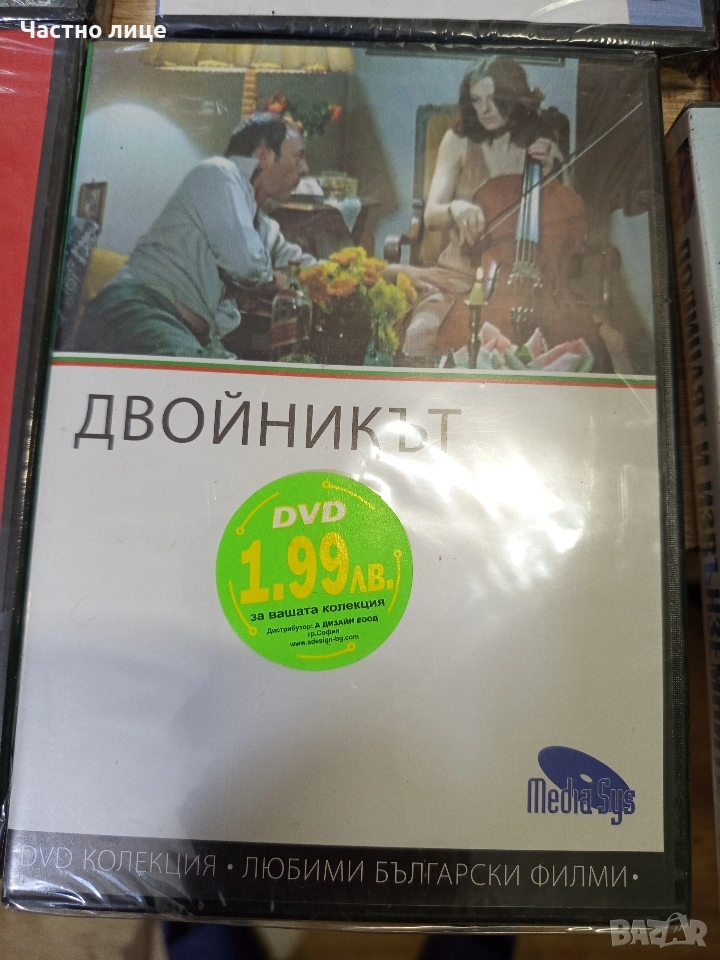 Частно лице
ДВОЙНИКЪТ
DVD
1.99ЛВ.
за вашата колекция
Дистрибутор: А ДИЗАЙН ЕООД
гр.София
www.adesign-bg.com
Media Sys
DVD КОЛЕКЦИЯ • ЛЮБИМИ БЪЛГАРСКИ ФИЛМИ •
BAZAR